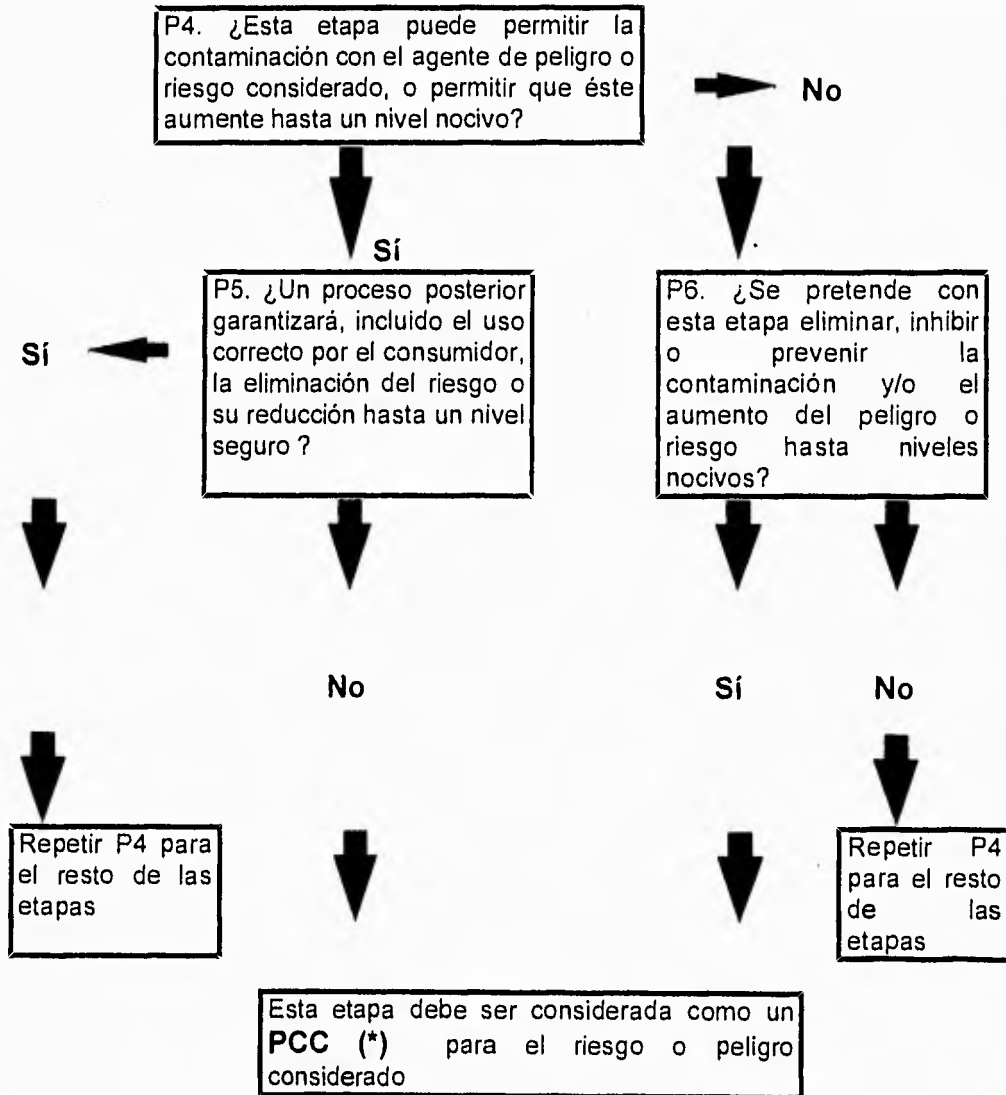 P4. ¿Esta etapa puede permitir la
contaminación con el agente de peligro o
riesgo considerado, o permitir que éste
aumente hasta un nivel nocivo?
No
Sí
P5. ¿Un proceso posterior
garantizará, incluido el uso
correcto por el consumidor,
la eliminación del riesgo o
su reducción hasta un nivel
seguro ?
Sí
P6. ¿Se pretende con
esta etapa eliminar, inhibir
o prevenir la
contaminación y/o el
aumento del peligro o
riesgo hasta niveles
nocivos?
No
Sí
No
Repetir P4 para
el resto de las
etapas
Repetir P4
para el resto
de las
etapas
Esta etapa debe ser considerada como un
PCC (*) para el riesgo o peligro
considerado